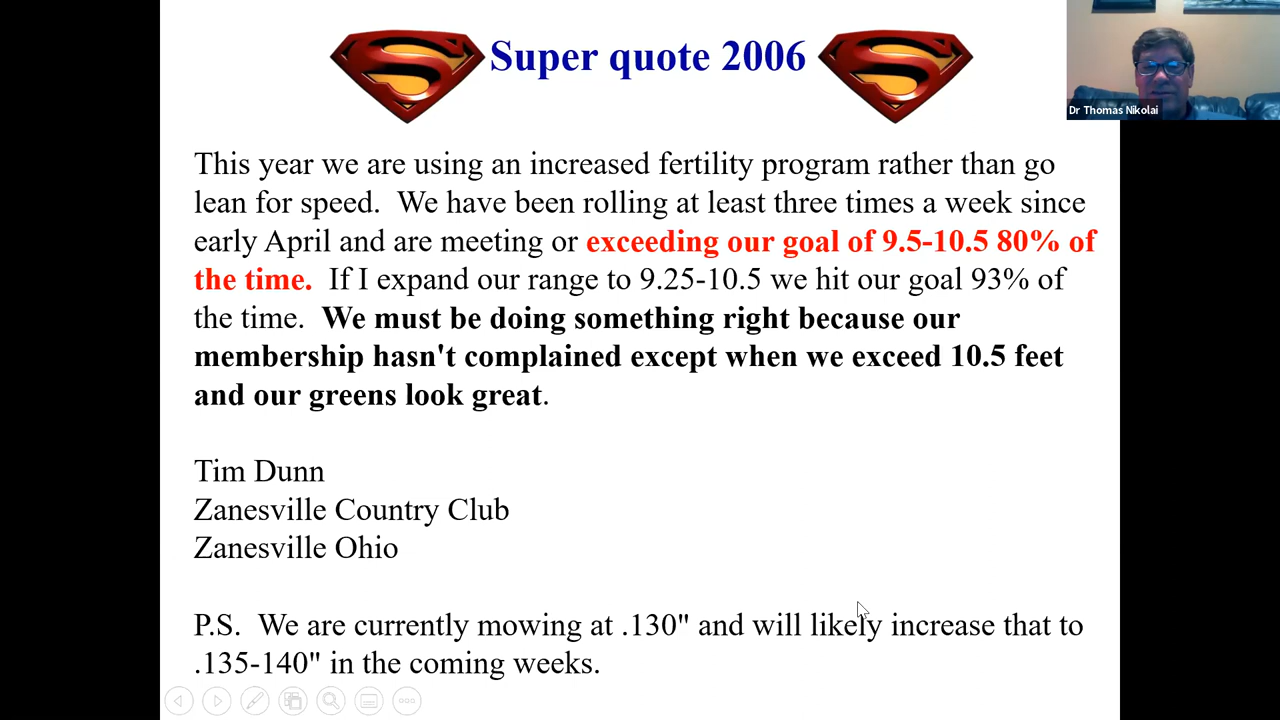 Super quote 2006
Dr Thomas Nikolai
This year we are using an increased fertility program rather than go
lean for speed.  We have been rolling at least three times a week since
early April and are meeting or exceeding our goal of 9.5-10.5 80% of
the time.  If I expand our range to 9.25-10.5 we hit our goal 93% of
the time.  We must be doing something right because our
membership hasn't complained except when we exceed 10.5 feet
and our greens look great.
Tim Dunn
Zanesville Country Club
Zanesville Ohio
P.S.  We are currently mowing at .130" and will likely increase that to
.135-140" in the coming weeks.